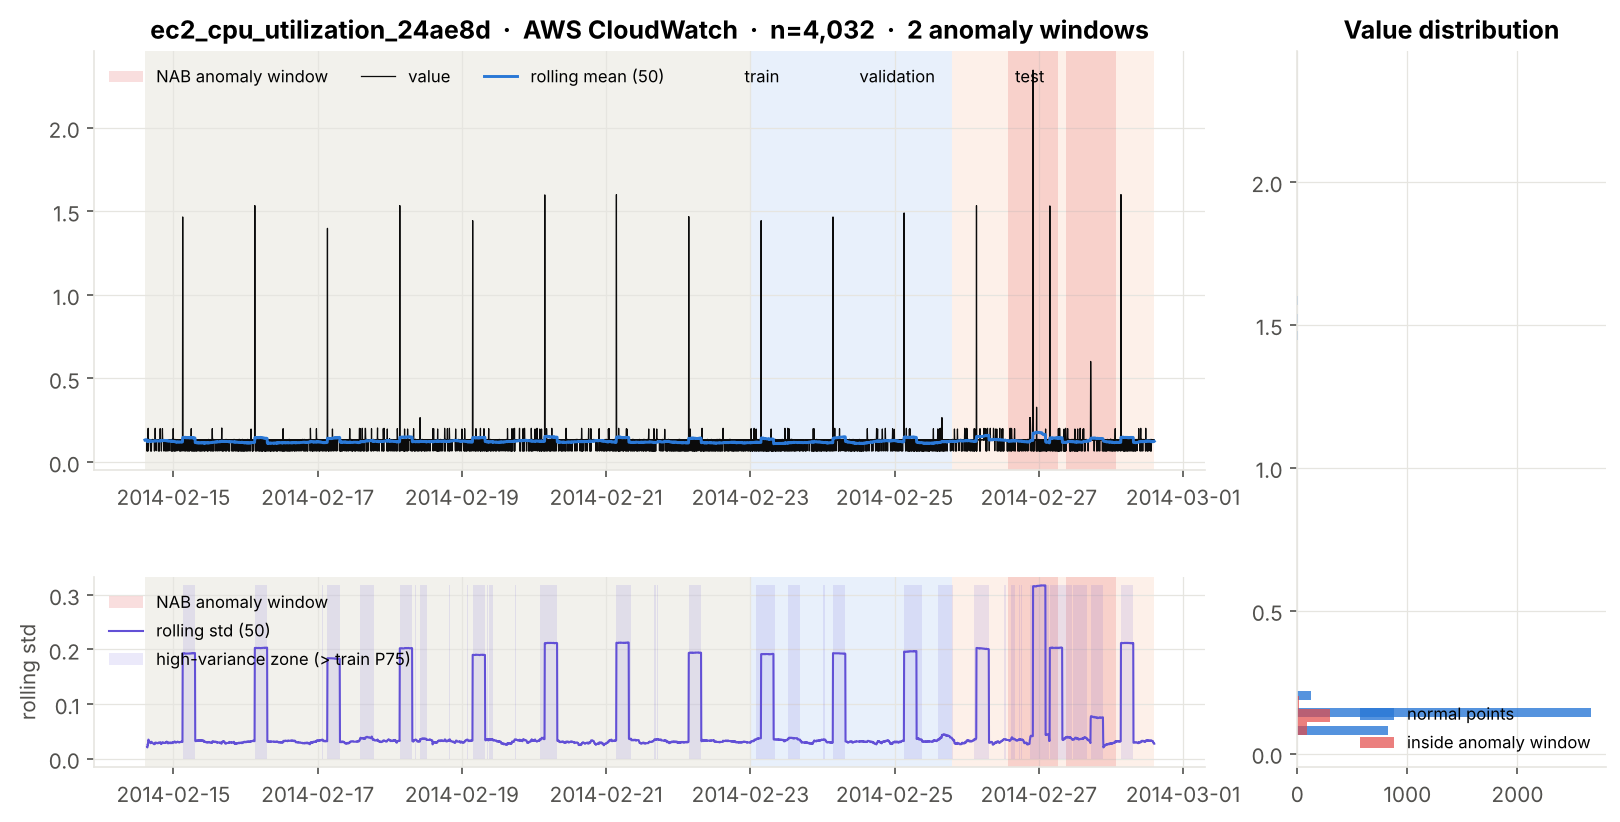 ec2_cpu_utilization_24ae8d · AWS CloudWatch · n=4,032 · 2 anomaly windows
NAB anomaly window
value
rolling mean (50)
train
validation
test
2.0
1.5
1.0
0.5
0.0
2014-02-15
2014-02-17
2014-02-19
2014-02-21
2014-02-23
2014-02-25
2014-02-27
2014-03-01
rolling std
NAB anomaly window
rolling std (50)
high-variance zone (> train P75)
0.3
0.2
0.1
0.0
2014-02-15
2014-02-17
2014-02-19
2014-02-21
2014-02-23
2014-02-25
2014-02-27
2014-03-01
Value distribution
2.0
1.5
1.0
0.5
0.0
normal points
inside anomaly window
0
1000
2000